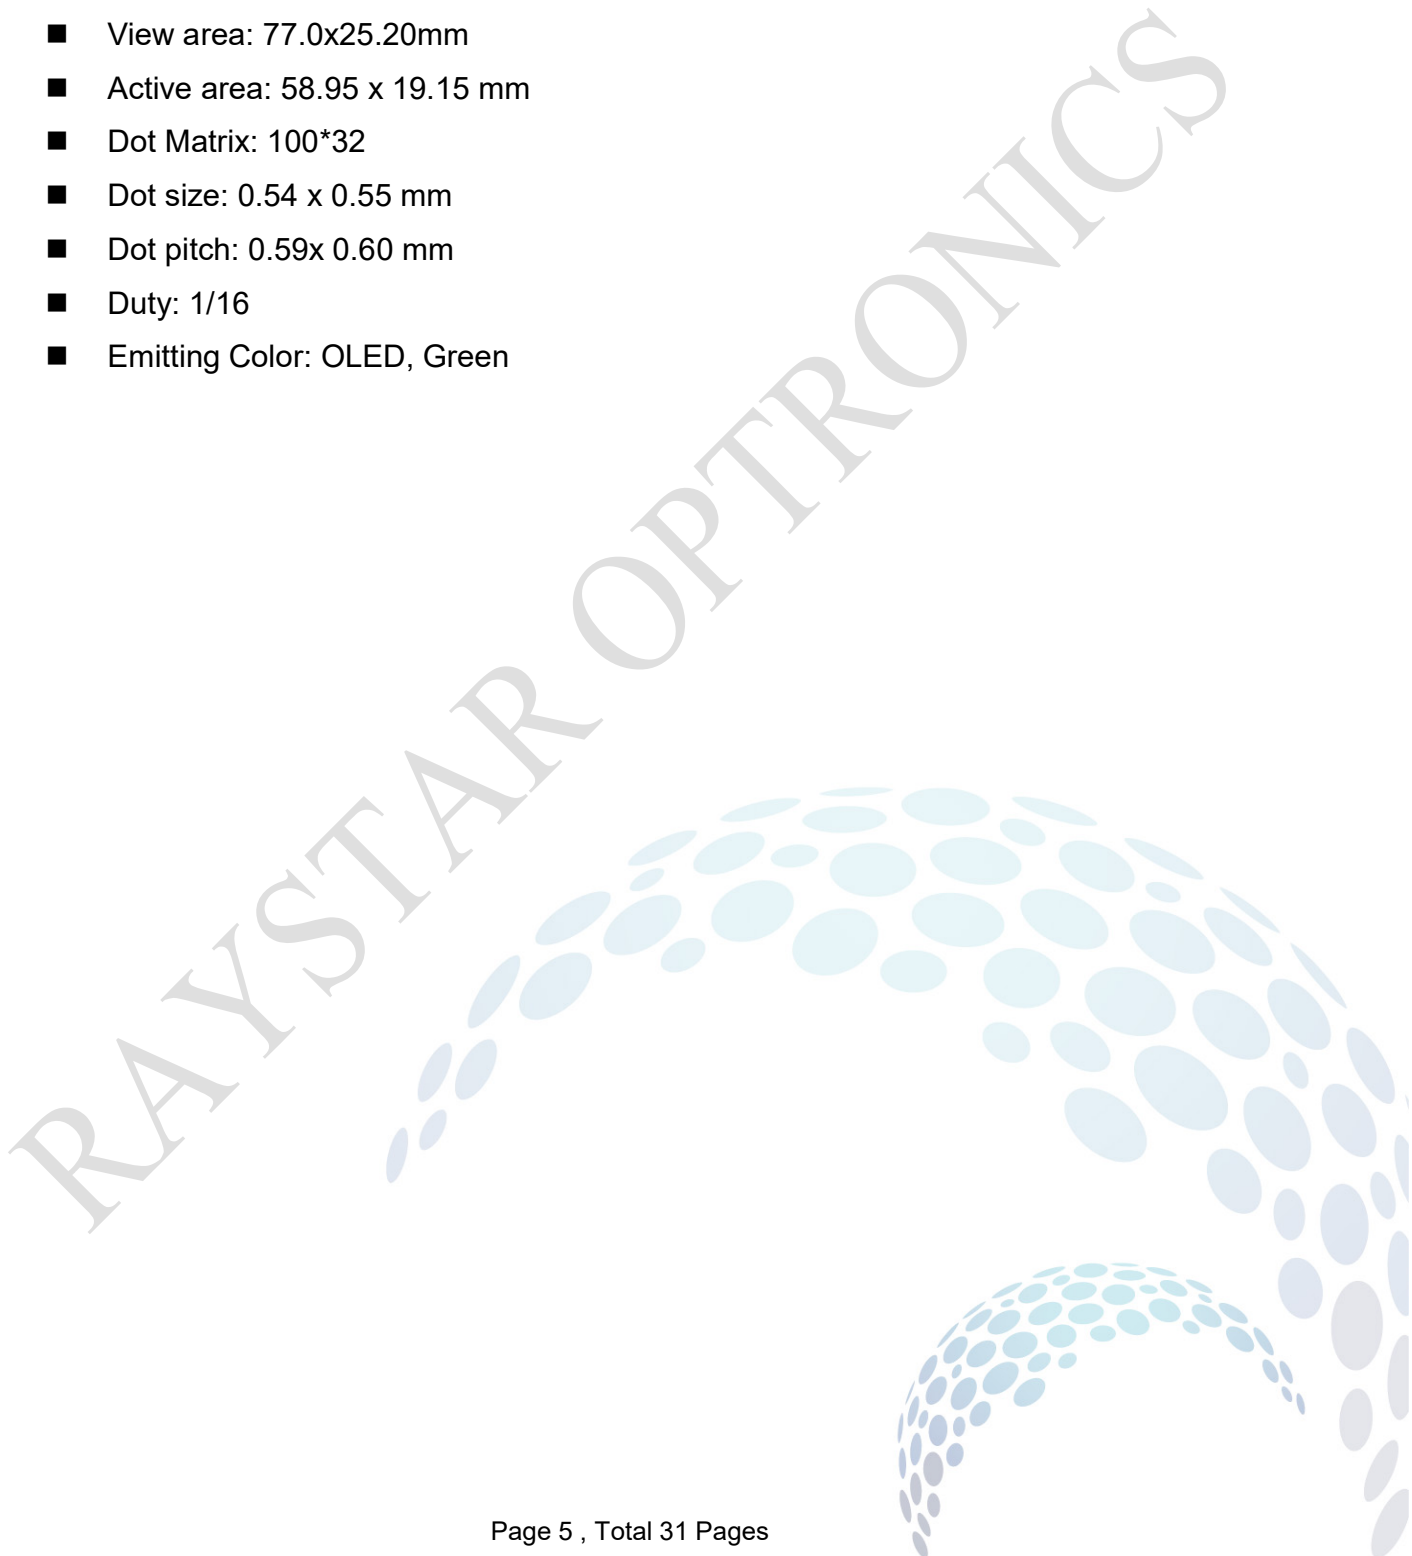 ■ View area: 77.0x25.20mm
■ Active area: 58.95 x 19.15 mm
■ Dot Matrix: 100*32
■ Dot size: 0.54 x 0.55 mm
■ Dot pitch: 0.59x 0.60 mm
■ Duty: 1/16
■ Emitting Color: OLED, Green
RAYSTAR OPTRONICS
Page 5 , Total 31 Pages